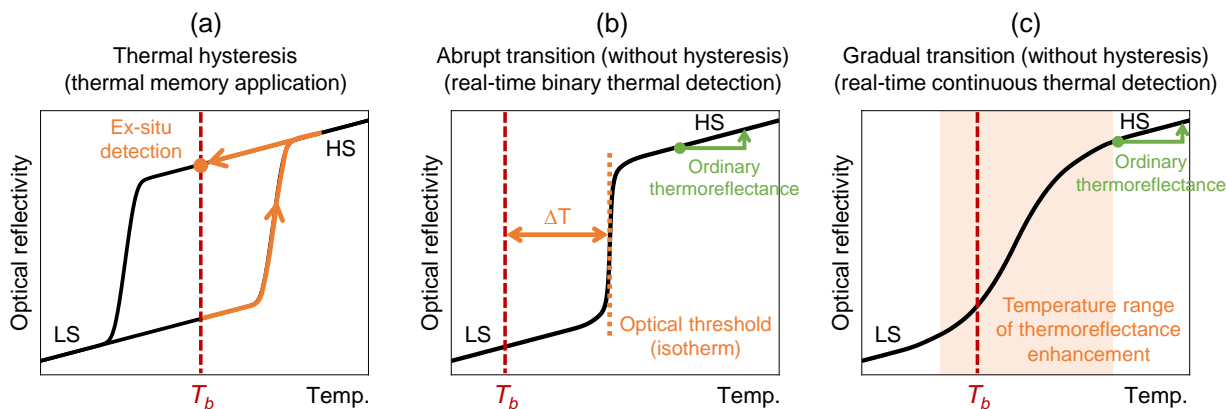 (a)
Thermal hysteresis
(thermal memory application)
Optical reflectivity
Ex-situ
detection
HS
LS
T_b
Temp.
(b)
Abrupt transition (without hysteresis)
(real-time binary thermal detection)
Optical reflectivity
HS
Ordinary
thermoreflectance
ΔT
Optical threshold
(isotherm)
LS
T_b
Temp.
(c)
Gradual transition (without hysteresis)
(real-time continuous thermal detection)
Optical reflectivity
HS
Ordinary
thermoreflectance
Temperature range
of thermoreflectance
enhancement
LS
T_b
Temp.